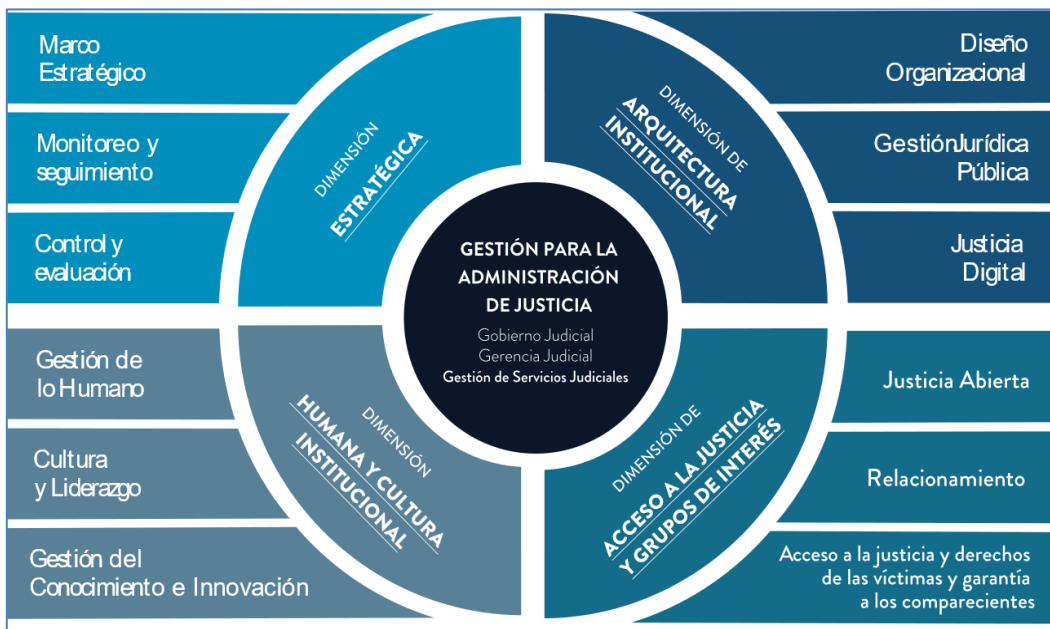 Marco
Estratégico
Monitoreo y
seguimiento
Control y
evaluación
DIMENSIÓN
ESTRATÉGICA
DIMENSIÓN DE
ARQUITECTURA
INSTITUCIONAL
Diseño
Organizacional
GestiónJurídica
Pública
Justicia
Digital
GESTIÓN PARA LA
ADMINISTRACIÓN
DE JUSTICIA
Gobierno Judicial
Gerencia Judicial
Gestión de Servicios Judiciales
Gestión de
lo Humano
Cultura
y Liderazgo
Gestión del
Conocimiento e Innovación
DIMENSIÓN
HUMANA Y CULTURA
INSTITUCIONAL
DIMENSIÓN DE
ACCESO A LA JUSTICIA
Y GRUPOS DE INTERÉS
Justicia Abierta
Relacionamiento
Acceso a la justicia y derechos
de las víctimas y garantía
a los comparecientes